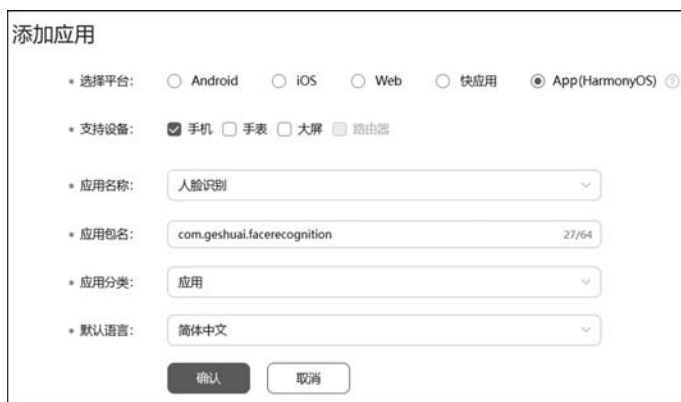 添加应用
* 选择平台: Android iOS Web 快应用 App(HarmonyOS) ?
* 支持设备: 手机 手表 大屏 路由器
* 应用名称: 人脸识别
* 应用包名: com.geshuai.facerecognition 27/64
* 应用分类: 应用
* 默认语言: 简体中文
确认 取消